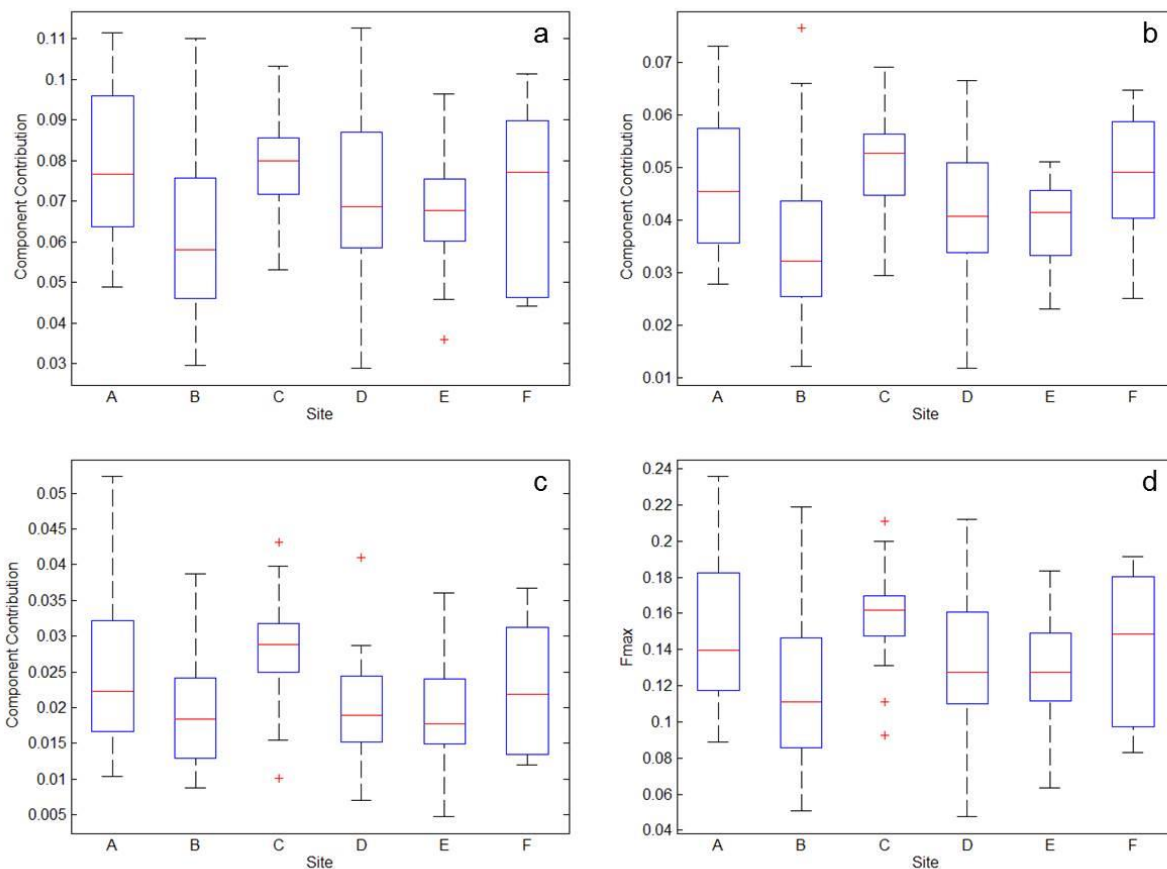 a
0.11
0.1
0.09
0.08
0.07
0.06
0.05
0.04
0.03
Component Contribution
A B C D E F
Site
b
0.07
0.06
0.05
0.04
0.03
0.02
0.01
Component Contribution
A B C D E F
Site
c
0.05
0.045
0.04
0.035
0.03
0.025
0.02
0.015
0.01
0.005
Component Contribution
A B C D E F
Site
d
0.24
0.22
0.2
0.18
0.16
0.14
0.12
0.1
0.08
0.06
0.04
Fmax
A B C D E F
Site